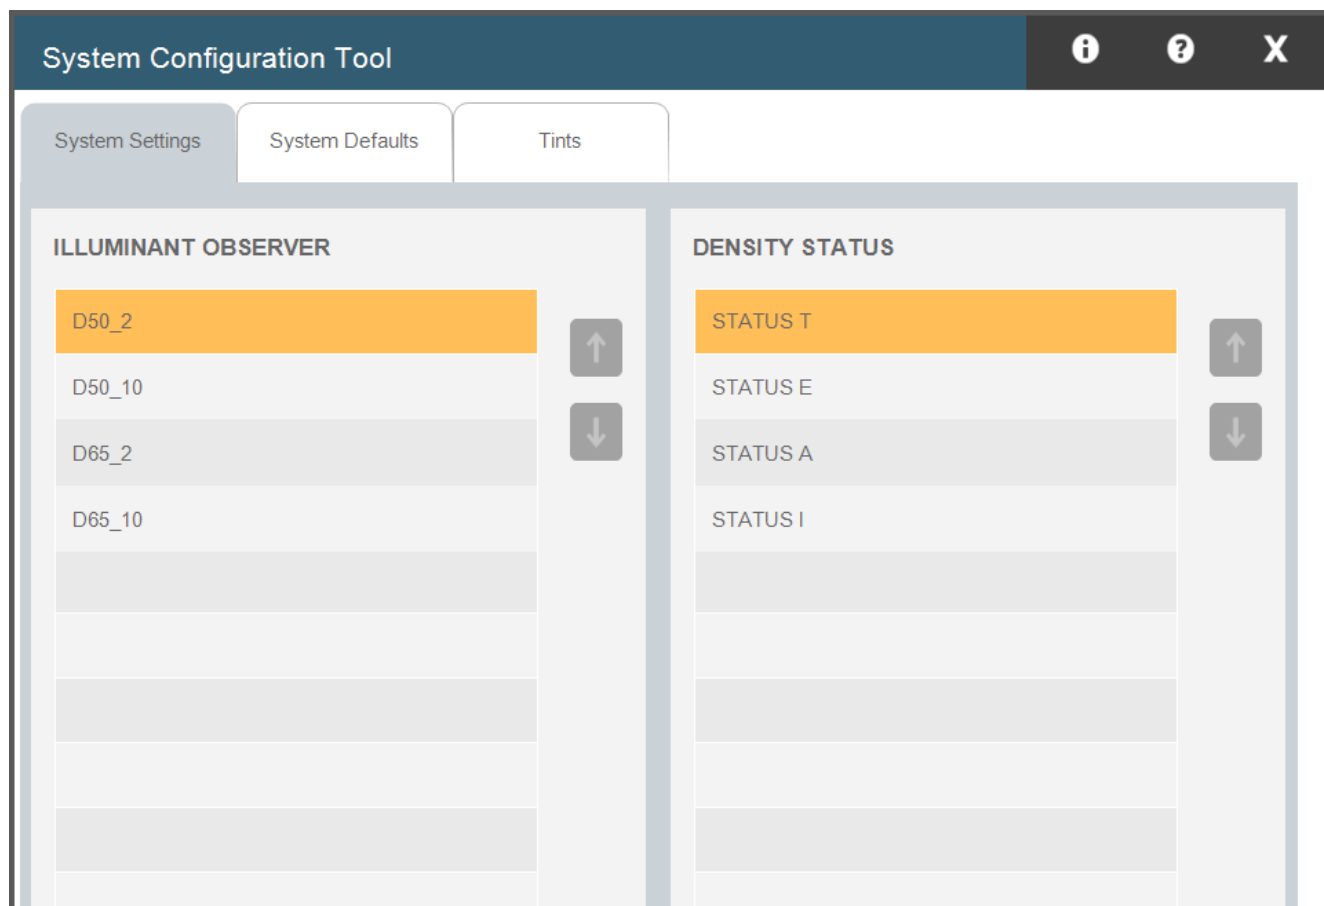 System Configuration Tool
i ? X
System Settings System Defaults Tints
ILLUMINANT OBSERVER
D50_2
D50_10
D65_2
D65_10
DENSITY STATUS
STATUS T
STATUS E
STATUS A
STATUS I